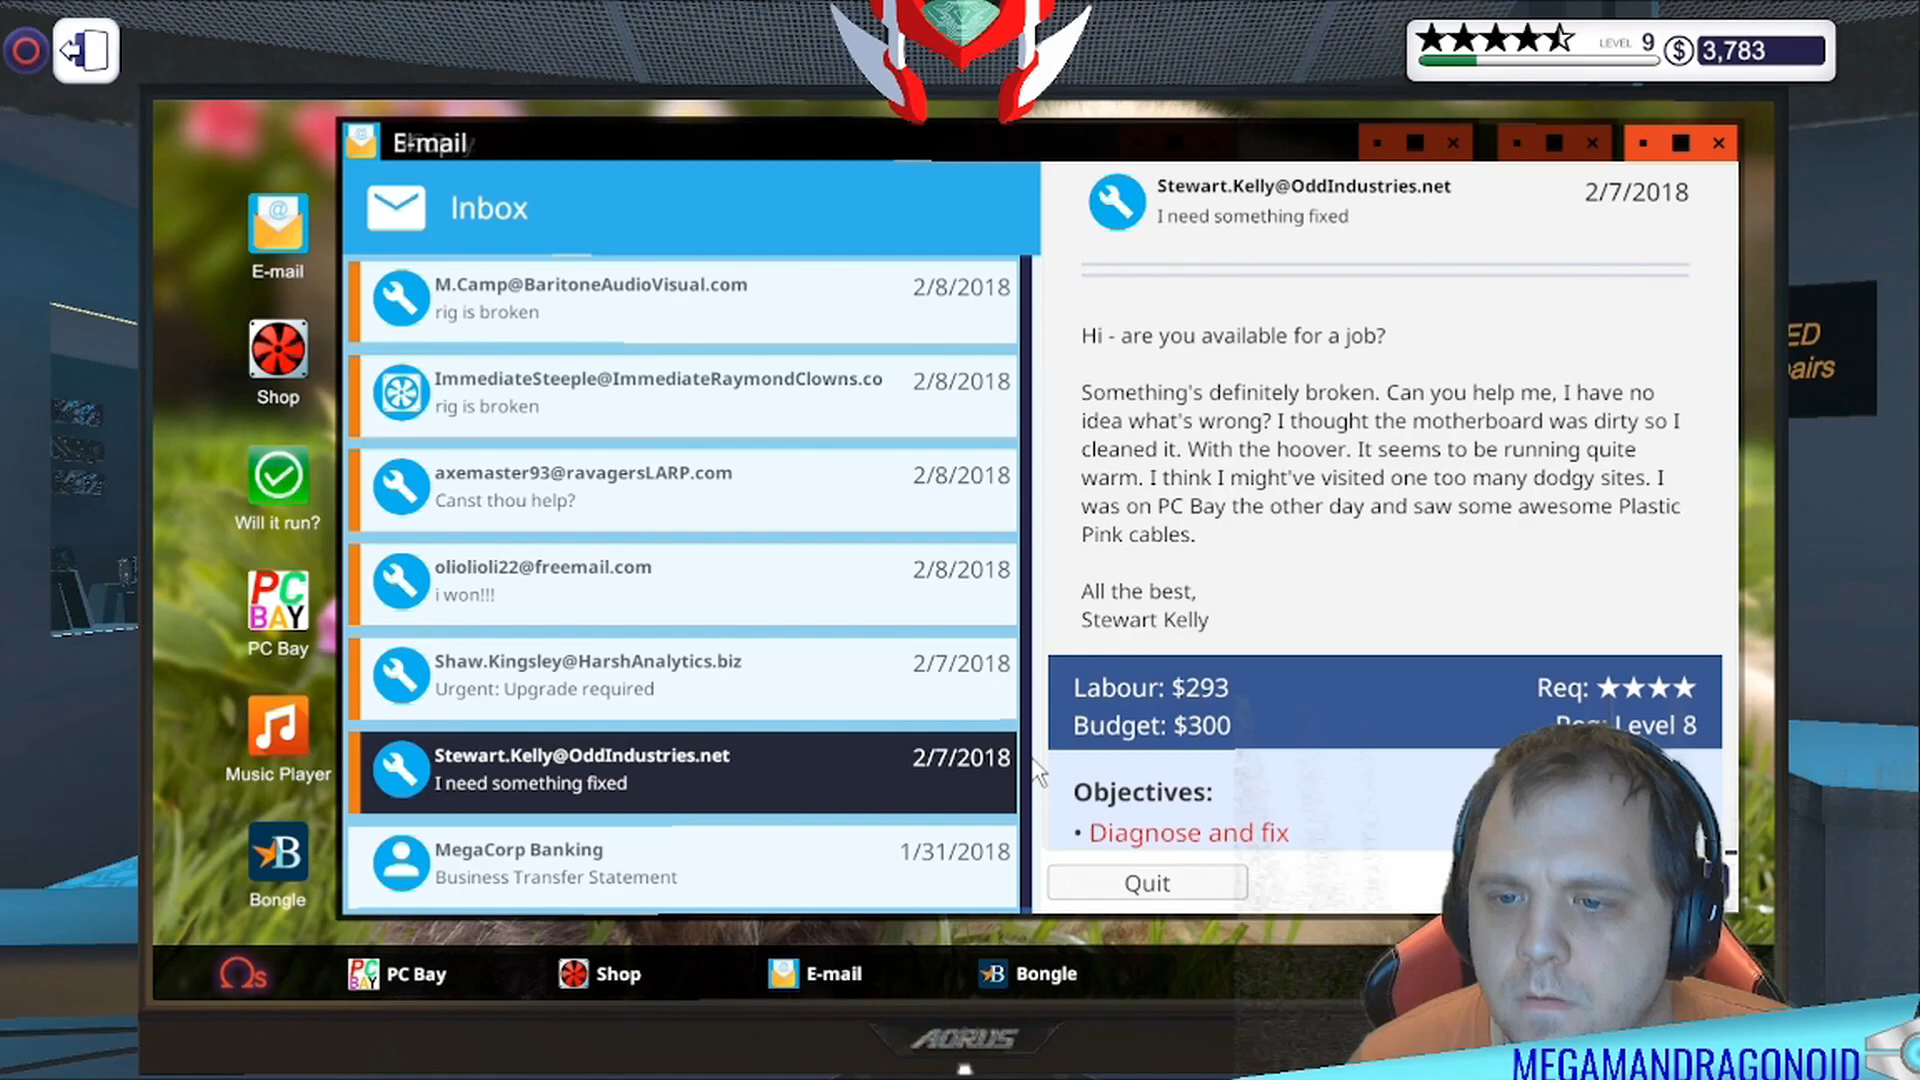 LEVEL 9
$ 3,783
E-mail
Inbox
Stewart.Kelly@OddIndustries.net
2/7/2018
I need something fixed
M.Camp@BaritoneAudioVisual.com
2/8/2018
rig is broken
ImmediateSteeple@ImmediateRaymondClowns.co
2/8/2018
rig is broken
axemaster93@ravagersLARP.com
2/8/2018
Canst thou help?
oliolioli22@freemail.com
2/8/2018
i won!!!
Shaw.Kingsley@HarshAnalytics.biz
2/7/2018
Urgent: Upgrade required
Stewart.Kelly@OddIndustries.net
2/7/2018
I need something fixed
MegaCorp Banking
1/31/2018
Business Transfer Statement
Hi - are you available for a job?
Something's definitely broken. Can you help me, I have no
idea what's wrong? I thought the motherboard was dirty so I
cleaned it. With the hoover. It seems to be running quite
warm. I think I might've visited one too many dodgy sites. I
was on PC Bay the other day and saw some awesome Plastic
Pink cables.
All the best,
Stewart Kelly
Labour: $293
Req: ★★★★
Budget: $300
Req: Level 8
Objectives:
• Diagnose and fix
Quit
E-mail
Shop
Will it run?
PC
BAY
PC Bay
Music Player
B
Bongle
ED
airs
Ωs
PC
BAY
PC Bay
Shop
E-mail
B
Bongle
AORUS
MEGAMANDRAGONOID